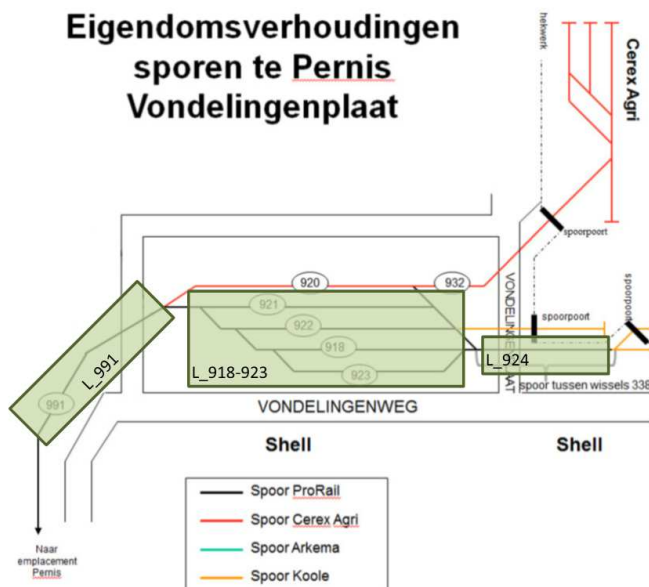 Eigendomsverhoudingen
sporen te Pernis
Vondelingenplaat
hekwerk
Cerex Agri
spoorpoort
920
932
921
922
918
923
L_918-923
991
L_991
spoorpoort
spoorpoort
L_924
spoor tussen wissels 338
VONDELINGENWEG
Shell
Shell
Spoor ProRail
Spoor Cerex Agri
Spoor Arkema
Spoor Koole
Naar
emplacement
Pernis